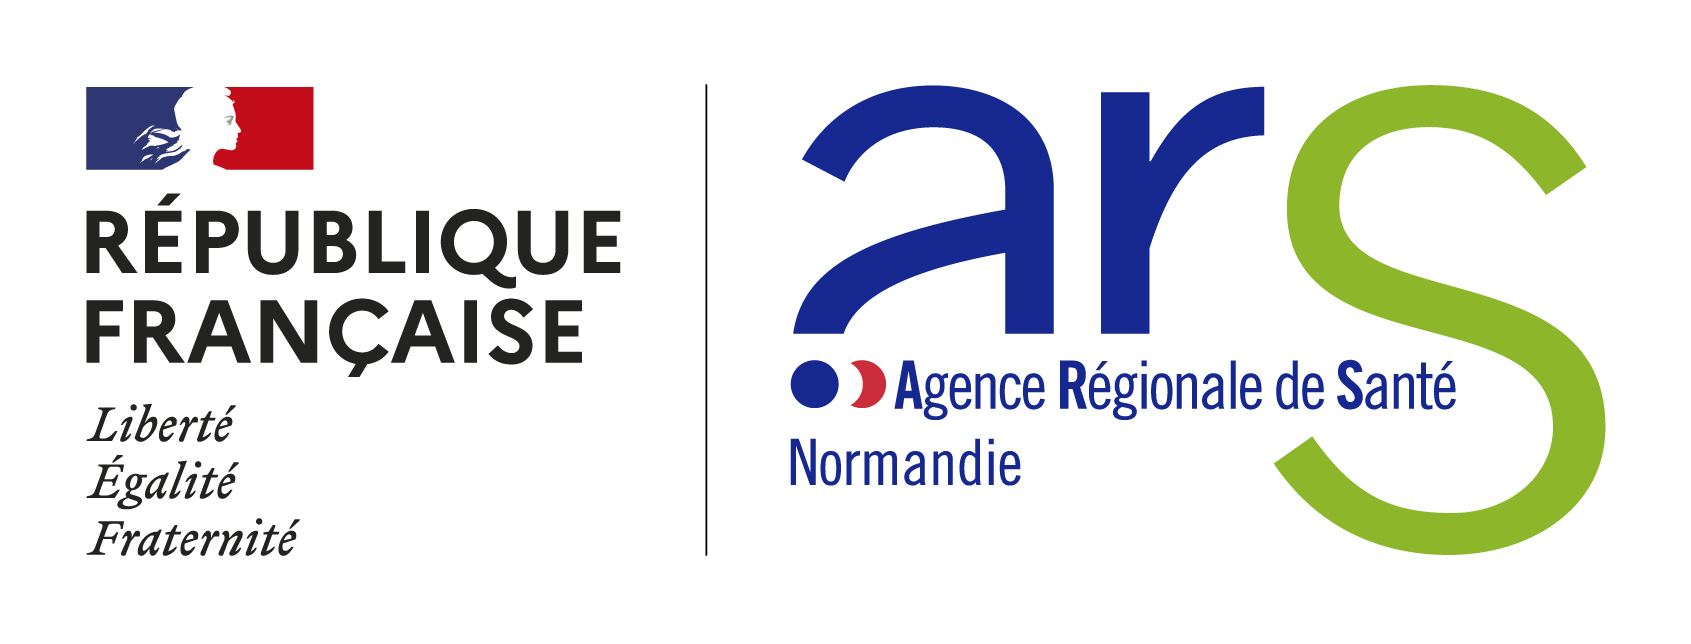 RÉPUBLIQUE
FRANÇAISE
Liberté
Égalité
Fraternité
ars
Agence Régionale de Santé
Normandie